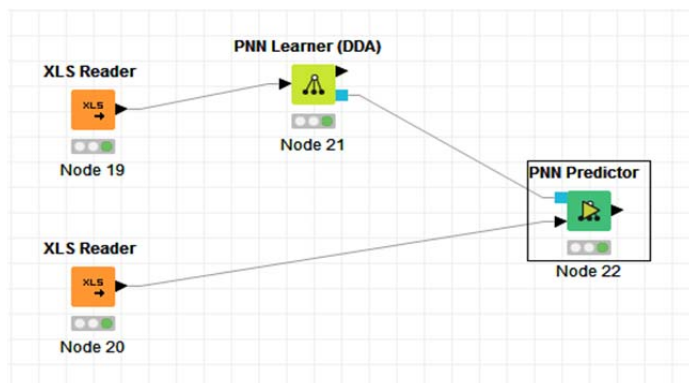 PNN Learner (DDA)
XLS Reader
XLS
Node 21
Node 19
PNN Predictor
XLS Reader
XLS
Node 22
Node 20